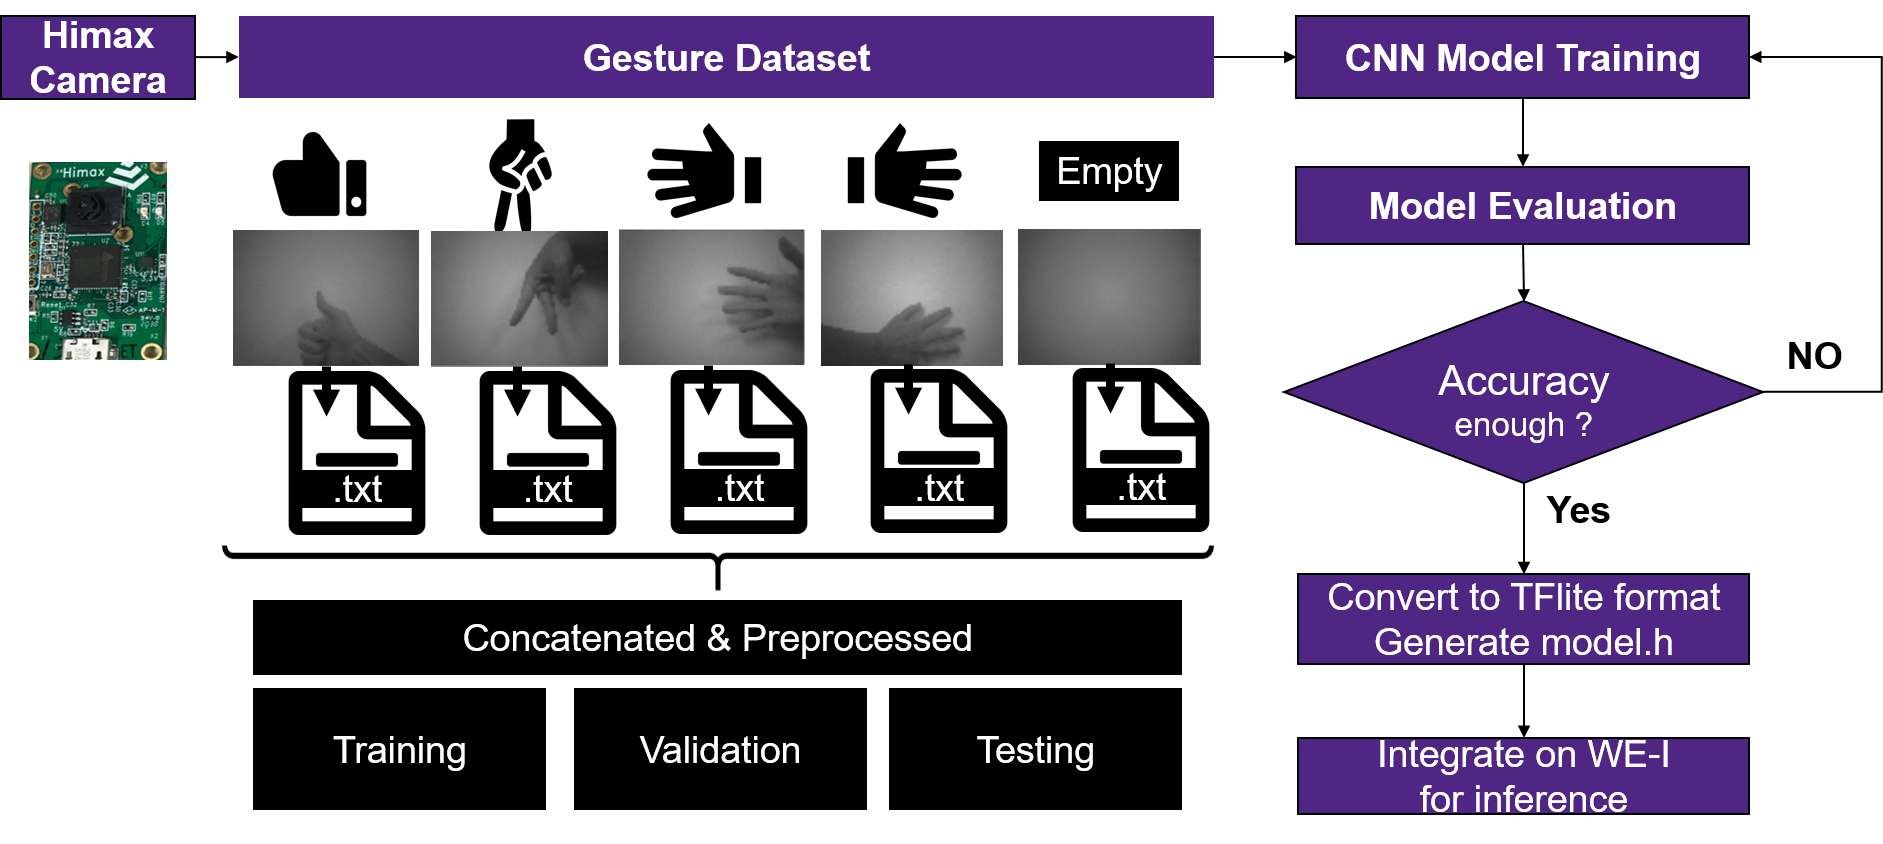 Himax
Camera
Gesture Dataset
CNN Model Training
Himax
Empty
Model Evaluation
NO
Accuracy
enough ?
.txt
.txt
.txt
.txt
.txt
Yes
Concatenated & Preprocessed
Convert to TFlite format
Generate model.h
Training
Validation
Testing
Integrate on WE-I
for inference